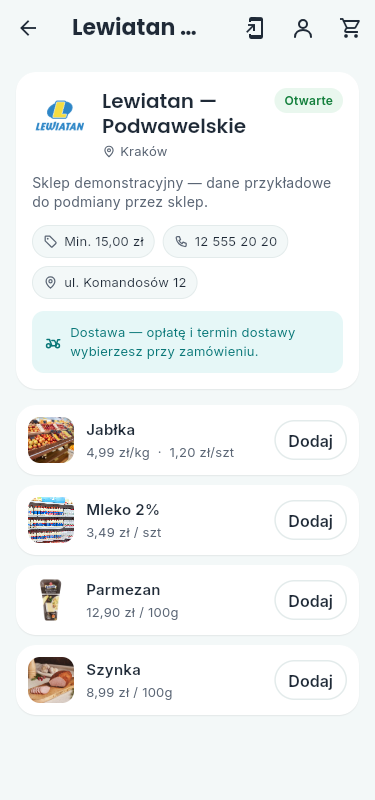 Lewiatan ...
Lewiatan —
Podwawelskie
Otwarte
LEWIATAN
Kraków
Sklep demonstracyjny — dane przykładowe
do podmiany przez sklep.
Min. 15,00 zł
12 555 20 20
ul. Komandosów 12
Dostawa — opłatę i termin dostawy
wybierzesz przy zamówieniu.
Jabłka
4,99 zł/kg · 1,20 zł/szt
Dodaj
Mleko 2%
3,49 zł / szt
Dodaj
Parmezan
12,90 zł / 100g
Dodaj
Szynka
8,99 zł / 100g
Dodaj